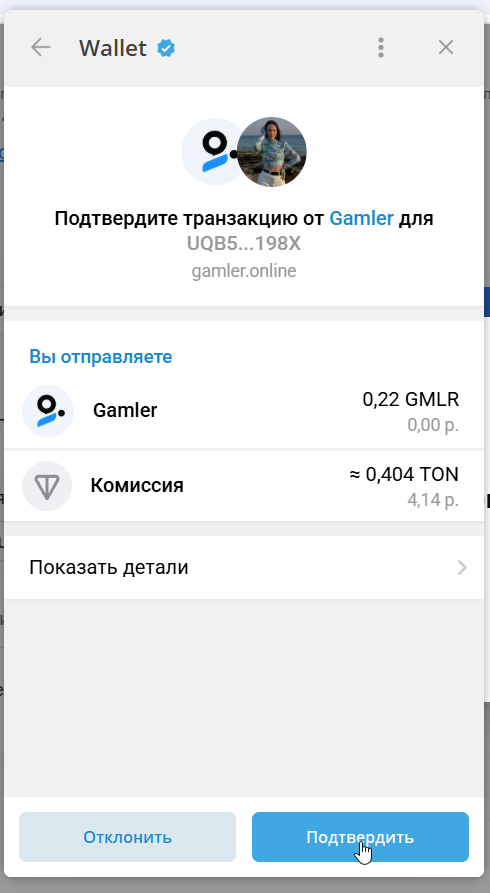 Wallet
Подтвердите транзакцию от Gamler для
UQB5...198X
gamler.online
Вы отправляете
Gamler
0,22 GMLR
0,00 р.
Комиссия
≈ 0,404 TON
4,14 р.
Показать детали
Отклонить
Подтвердить